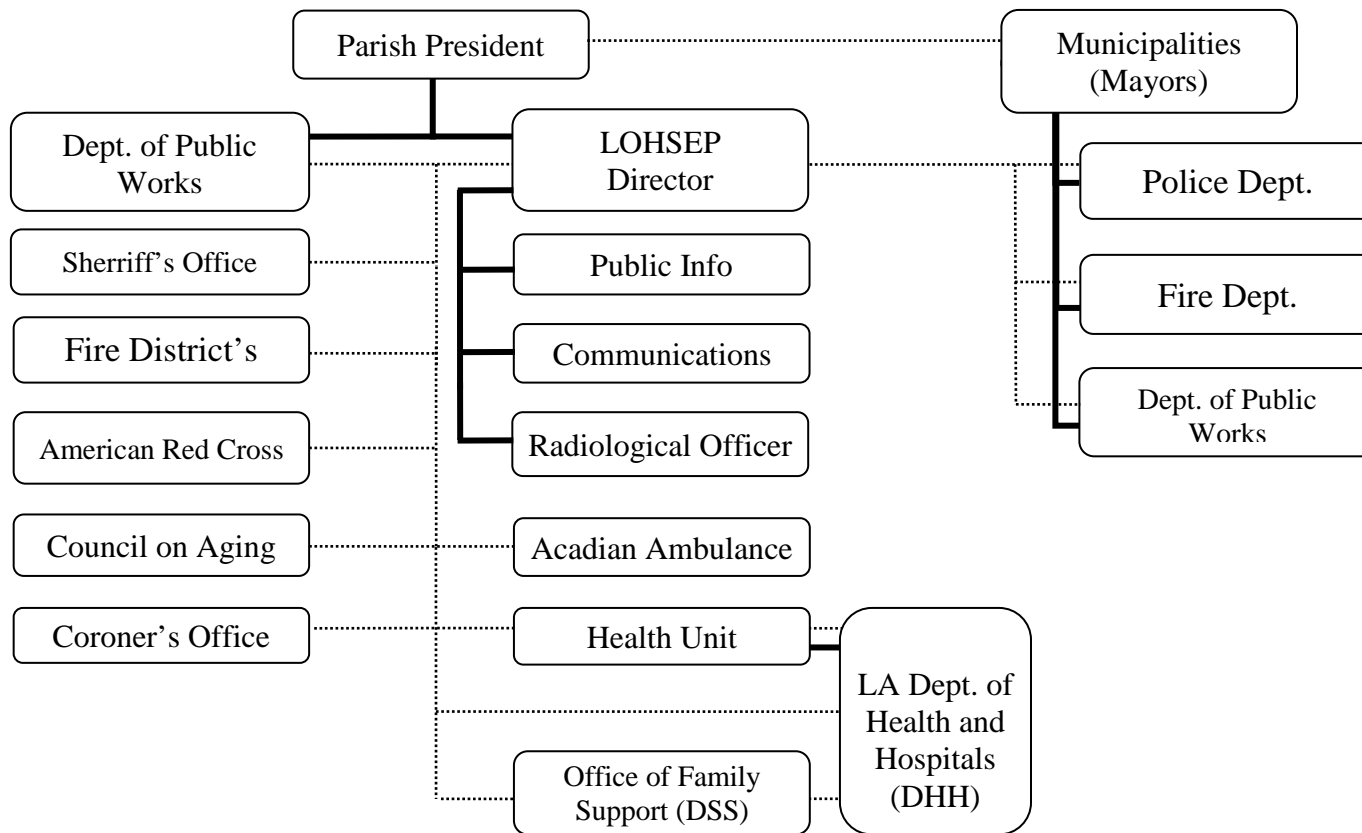 Parish President
Municipalities
(Mayors)
Dept. of Public
Works
LOHSEP
Director
Police Dept.
Sherriff’s Office
Public Info
Fire Dept.
Fire District’s
Communications
Dept. of Public
Works
American Red Cross
Radiological Officer
Council on Aging
Acadian Ambulance
Coroner’s Office
Health Unit
LA Dept. of
Health and
Hospitals
(DHH)
Office of Family
Support (DSS)